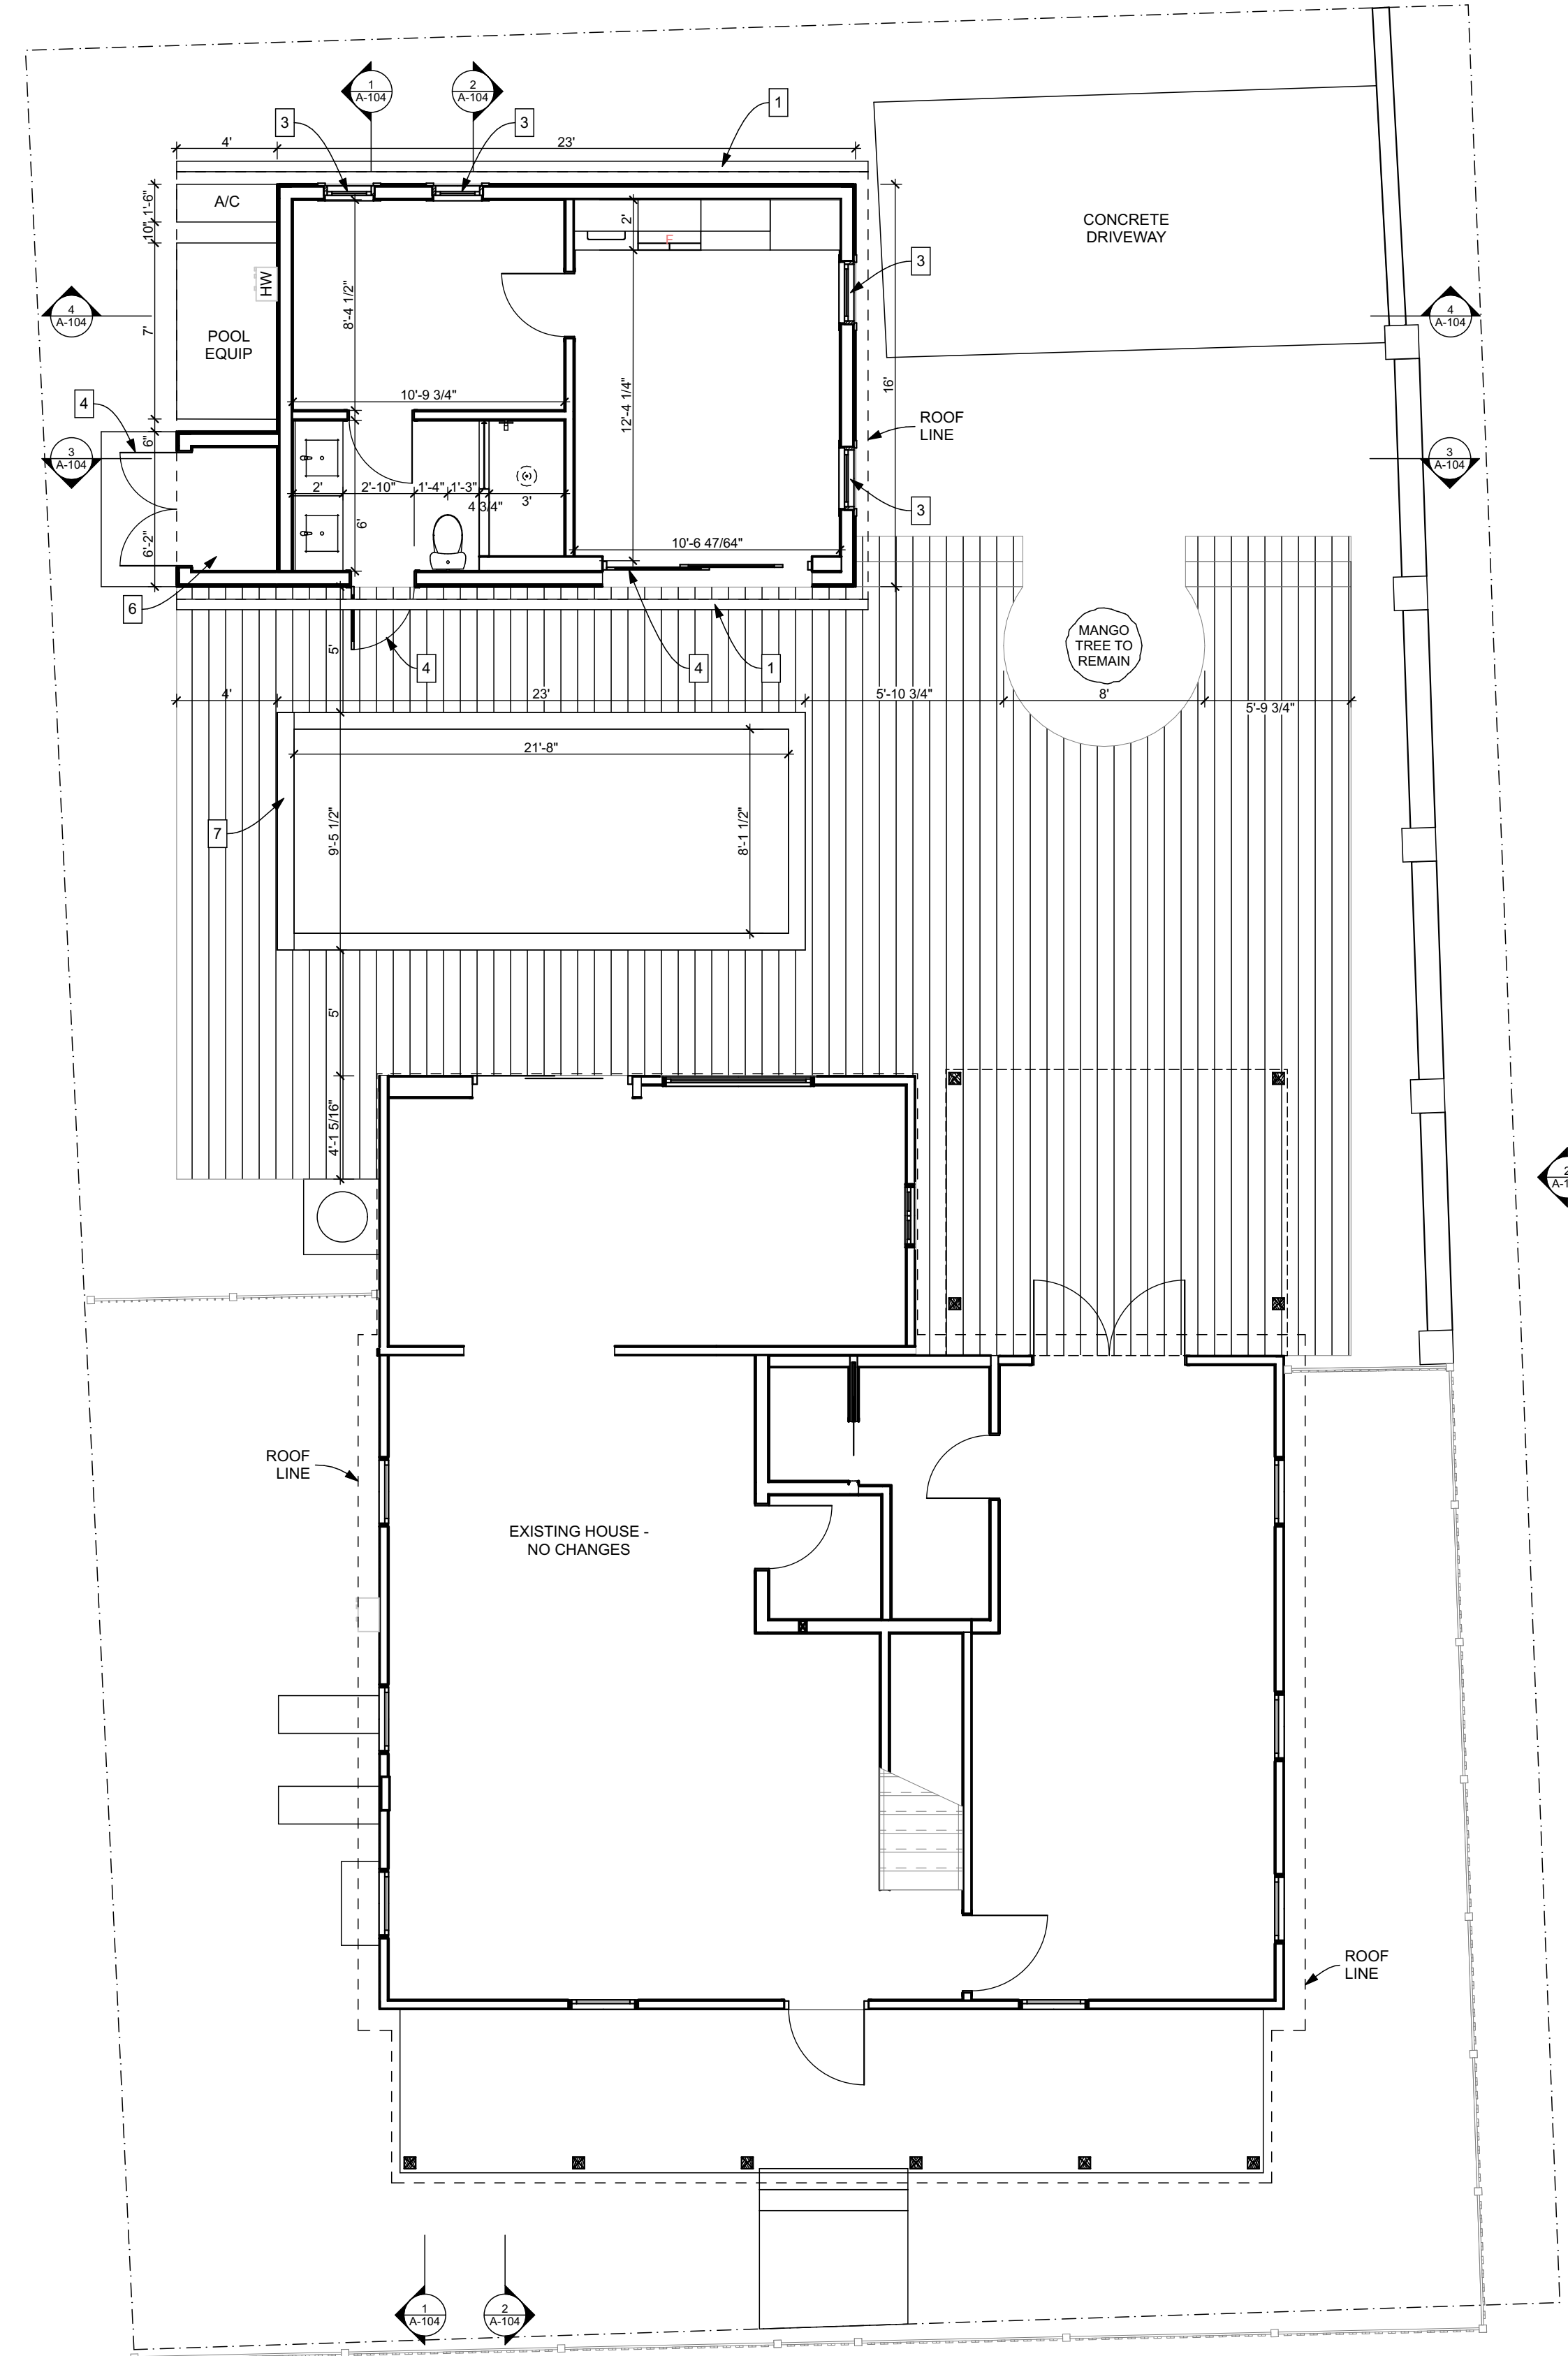 1
A-104
2
A-104
3
3
1
4'
23'
A/C
1'-6"
10"
2'
F
CONCRETE
DRIVEWAY
3
HW
8'-4 1/2"
4
A-104
4
A-104
7'
POOL
EQUIP
16'
10'-9 3/4"
12'-4 1/4"
4
ROOF
LINE
6"
3
A-104
3
A-104
2'
2'-10"
1'-4"
1'-3"
4 3/4"
3'
3
6'
6'-2"
10'-6 47/64"
6
MANGO
TREE TO
REMAIN
5'
4
4
1
4'
23'
5'-10 3/4"
8'
5'-9 3/4"
21'-8"
7
9'-5 1/2"
8'-1 1/2"
5'
4'-1 5/16"
ROOF
LINE
EXISTING HOUSE -
NO CHANGES
ROOF
LINE
1
A-104
2
A-104